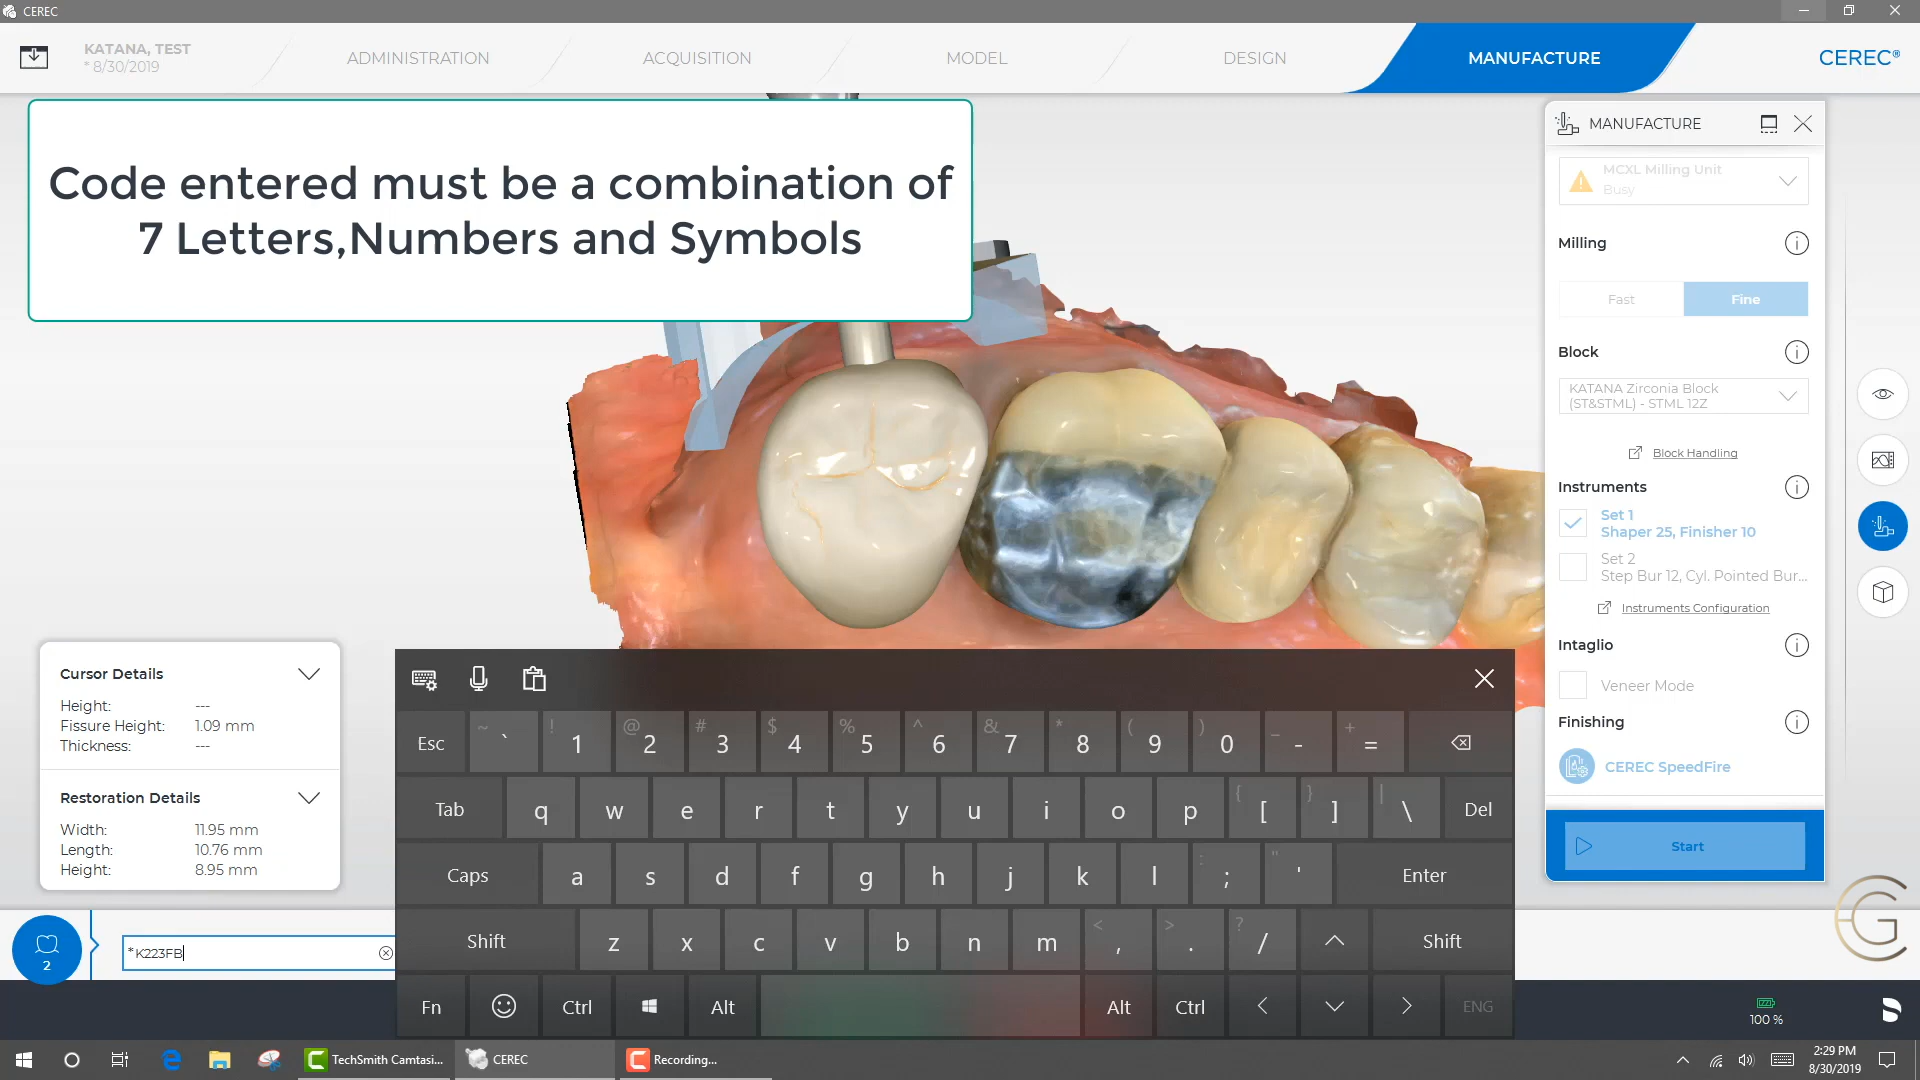 CEREC
KATANA, TEST
* 8/30/2019
ADMINISTRATION
ACQUISITION
MODEL
DESIGN
MANUFACTURE
CEREC®
Code entered must be a combination of
7 Letters,Numbers and Symbols
MANUFACTURE
MCXL Milling Unit
Busy
Milling
Fast
Fine
Block
KATANA Zirconia Block
(ST&STML) - STML 12Z
Block Handling
Instruments
Set 1
Shaper 25, Finisher 10
Set 2
Step Bur 12, Cyl. Pointed Bur...
Instruments Configuration
Intaglio
Veneer Mode
Finishing
CEREC SpeedFire
Start
Cursor Details
Height: ---
Fissure Height: 1.09 mm
Thickness: ---
Restoration Details
Width: 11.95 mm
Length: 10.76 mm
Height: 8.95 mm
2
*K223FB
Esc ~ ` ! 1 @ 2 # 3 $ 4 % 5 ^ 6 & 7 * 8 ( 9 ) 0 _ - + =
Tab q w e r t y u i o p { [ } ] | \ Del
Caps a s d f g h j k l : ; " ' Enter
Shift z x c v b n m < , > . ? / Shift
Fn Ctrl Alt Alt Ctrl ENG
100 %
TechSmith Camtasi...
CEREC
Recording...
2:29 PM
8/30/2019